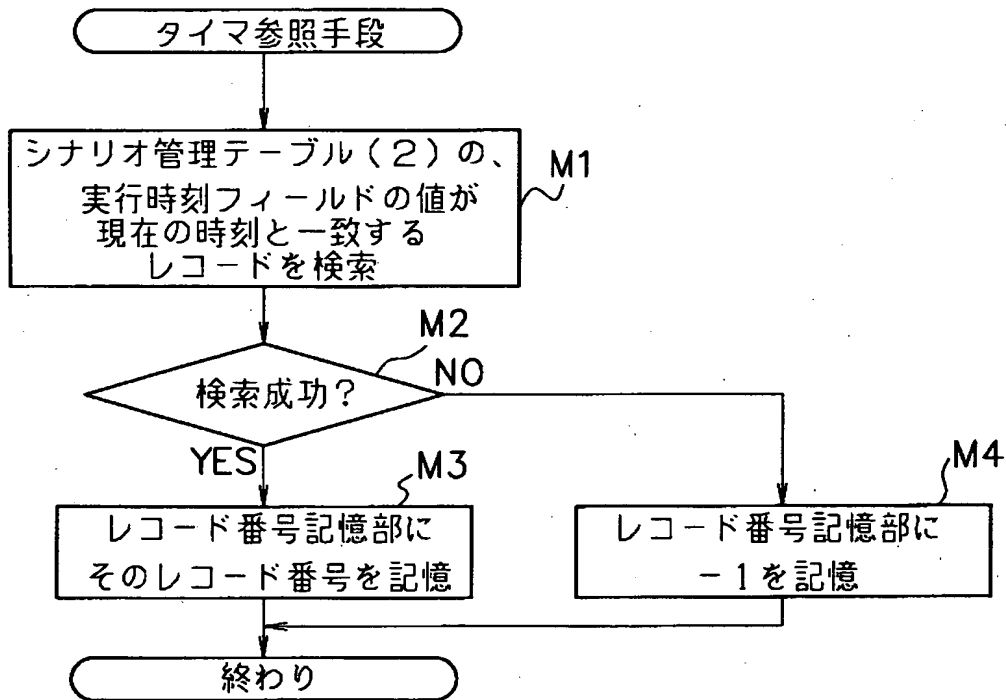 タイマ参照手段
シナリオ管理テーブル(2)の、
実行時刻フィールドの値が
現在の時刻と一致する
レコードを検索
M1
M2
検索成功?
NO
YES
M3
M4
レコード番号記憶部に
そのレコード番号を記憶
レコード番号記憶部に
-1を記憶
終わり